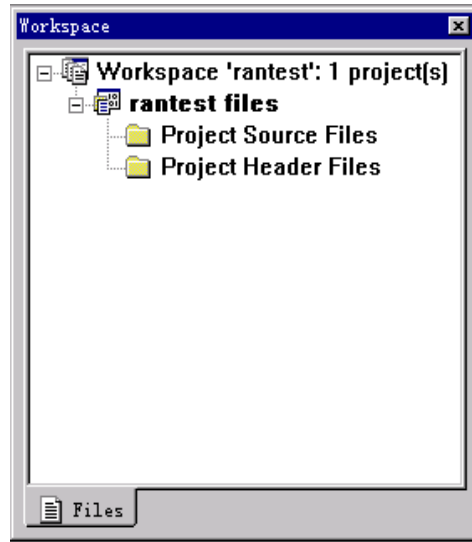 Workspace
Workspace 'rantest': 1 project(s)
rantest files
Project Source Files
Project Header Files
Files